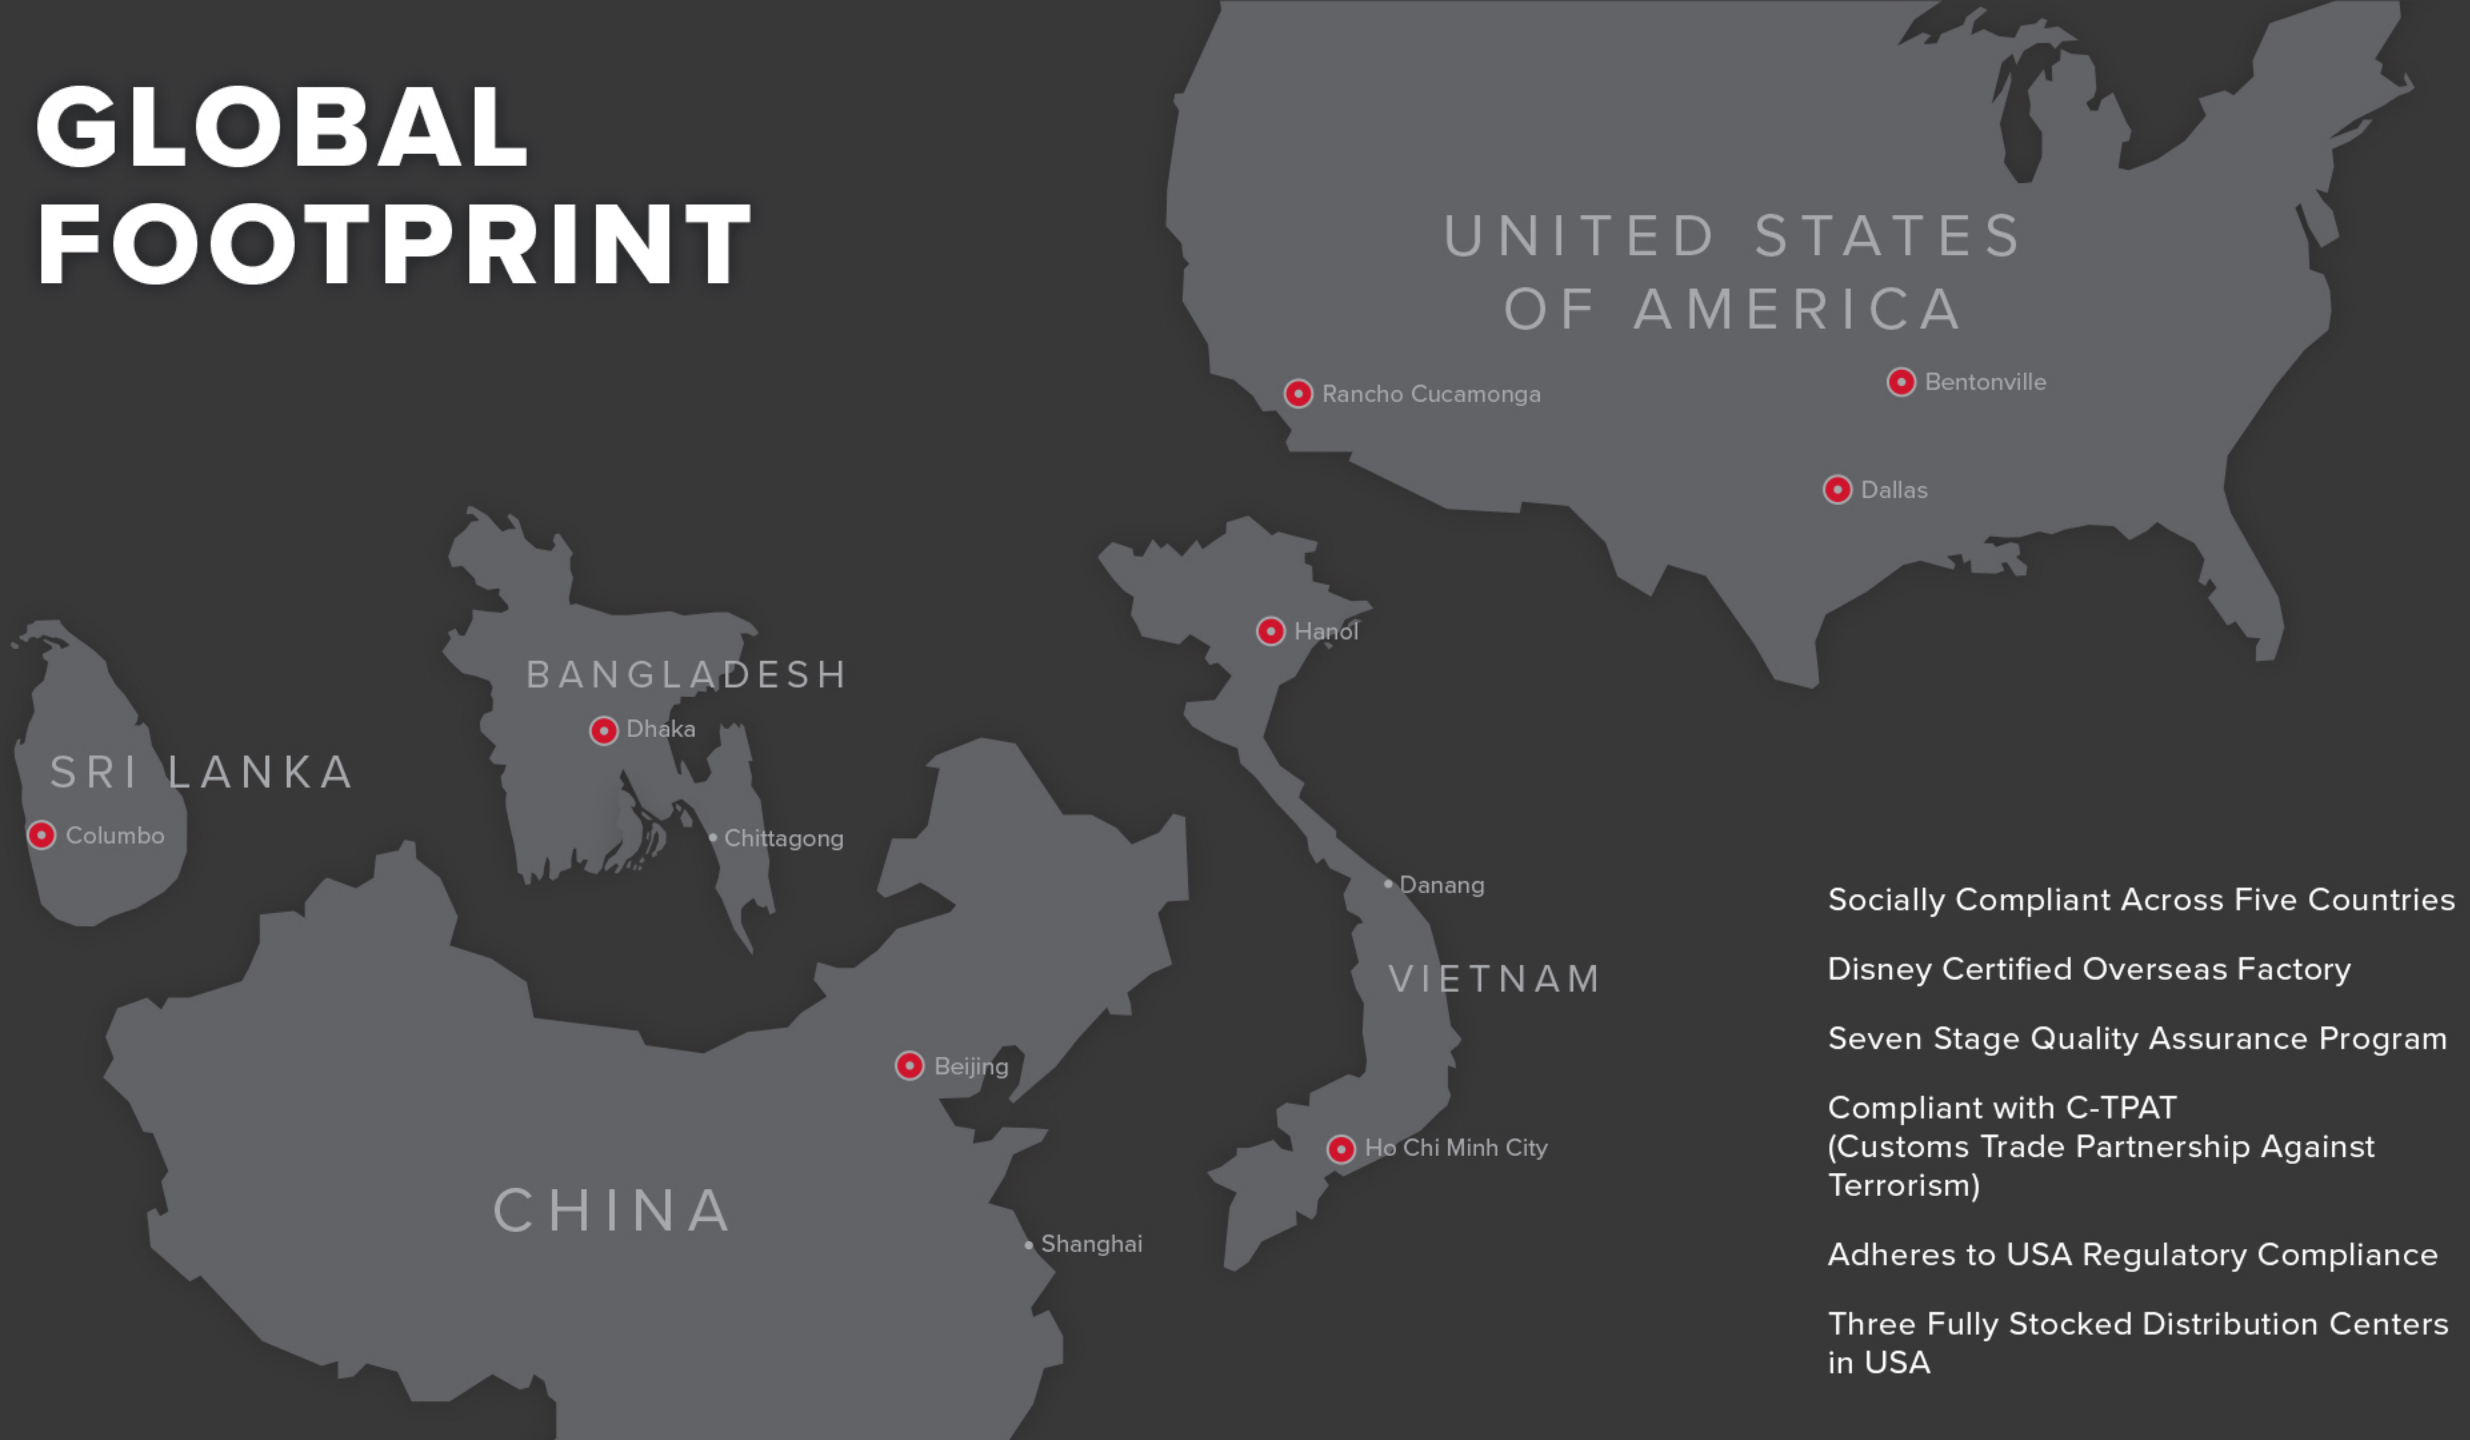 GLOBAL
FOOTPRINT
UNITED STATES
OF AMERICA
Rancho Cucamonga
Bentonville
Dallas
Hanol
BANGLADESH
Dhaka
Chittagong
SRI LANKA
Columbo
Danang
VIETNAM
Ho Chi Minh City
Beijing
CHINA
Shanghai
Socially Compliant Across Five Countries
Disney Certified Overseas Factory
Seven Stage Quality Assurance Program
Compliant with C-TPAT
(Customs Trade Partnership Against
Terrorism)
Adheres to USA Regulatory Compliance
Three Fully Stocked Distribution Centers
in USA